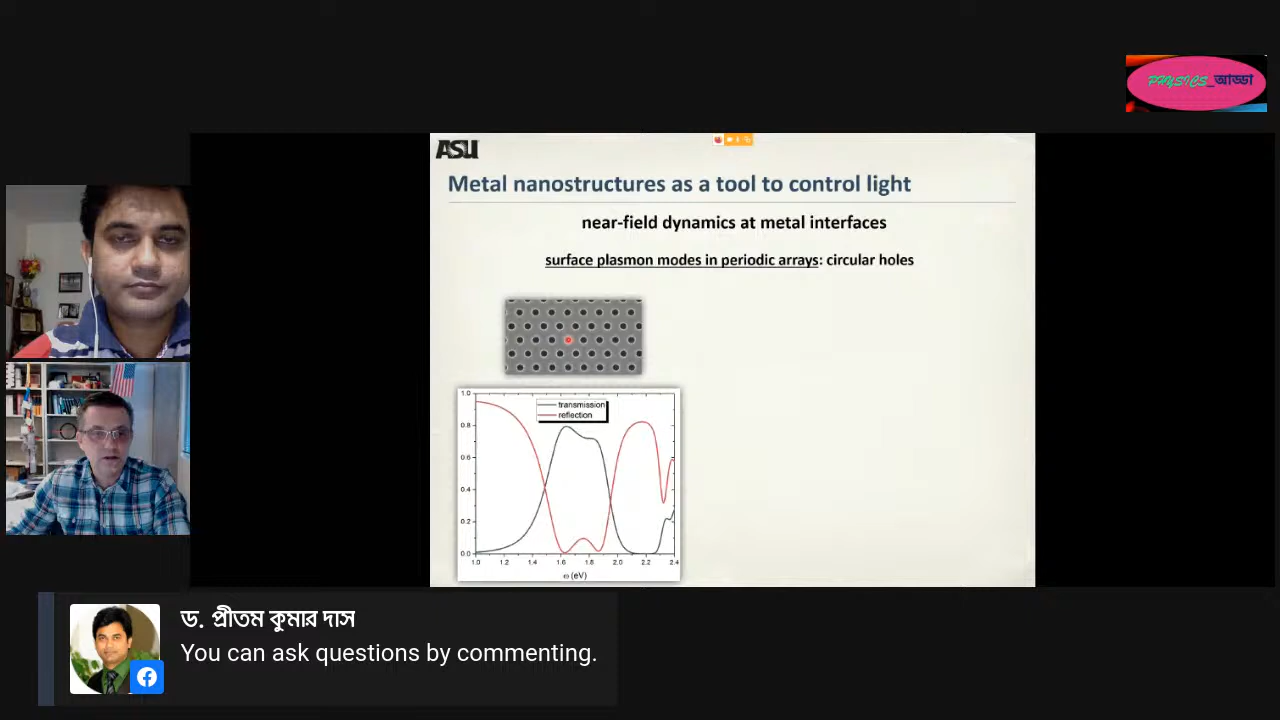 PHYSICS_আড্ডা
ASU
Metal nanostructures as a tool to control light
near-field dynamics at metal interfaces
surface plasmon modes in periodic arrays: circular holes
transmission
reflection
1.0
0.8
0.6
0.4
0.2
0.0
1.0 1.2 1.4 1.6 1.8 2.0 2.2 2.4
ω (eV)
ড. প্রীতম কুমার দাস
You can ask questions by commenting.